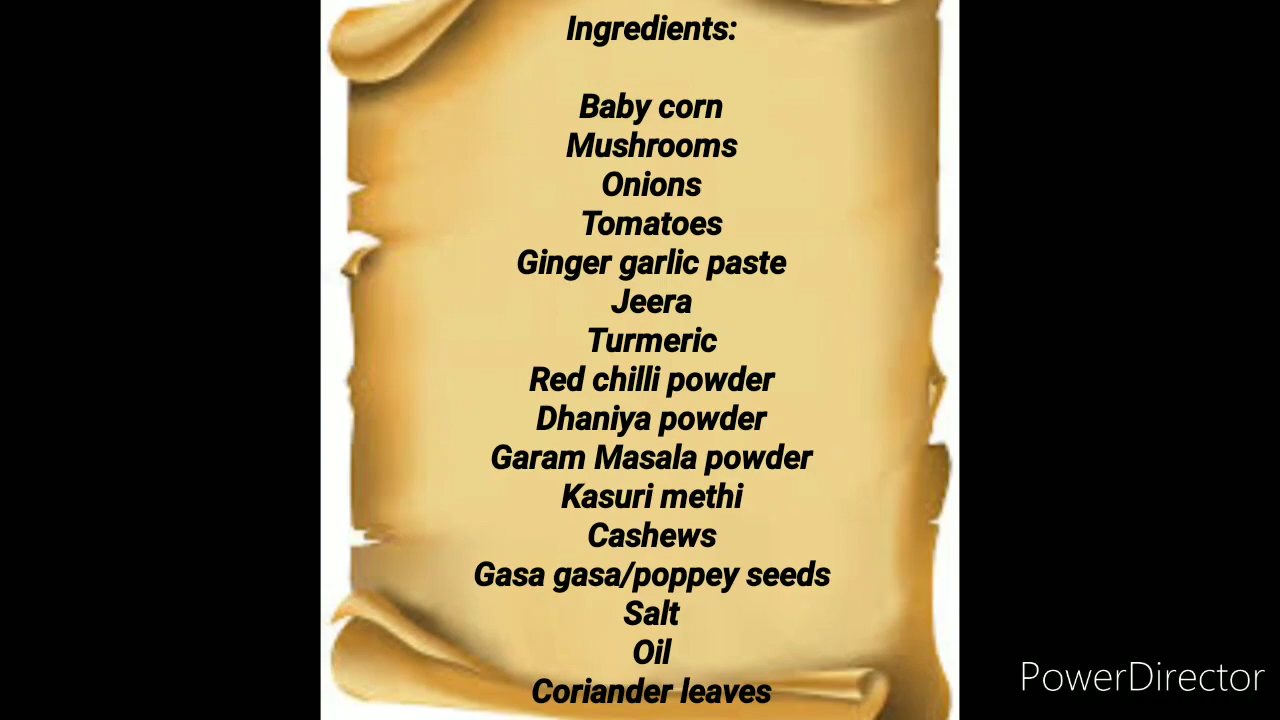 Ingredients:
Baby corn
Mushrooms
Onions
Tomatoes
Ginger garlic paste
Jeera
Turmeric
Red chilli powder
Dhaniya powder
Garam Masala powder
Kasuri methi
Cashews
Gasa gasa/poppey seeds
Salt
Oil
Coriander leaves
PowerDirector